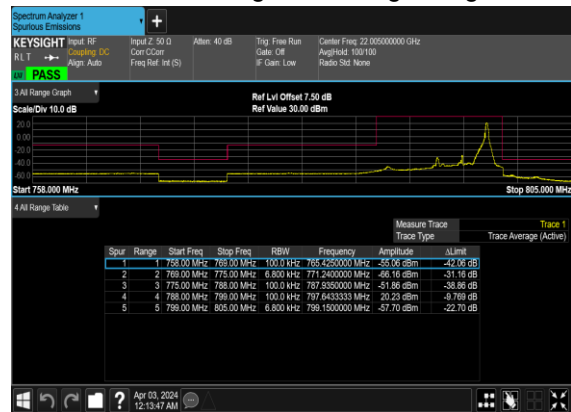 Spectrum Analyzer 1
Spurious Emissions
KEYSIGHT Input: RF Input Z: 50 Ω Atten: 40 dB Trig: Free Run Center Freq: 22.005000000 GHz
RLT Coupling: DC Corr CCorr Gate: Off Avg|Hold: 100/100
Align: Auto Freq Ref: Int (S) IF Gain: Low Radio Std: None
LW PASS
3 All Range Graph Ref Lvl Offset 7.50 dB
Scale/Div 10.0 dB Ref Value 30.00 dBm
20.0
0.00
-20.0
-40.0
-60.0
Start 758.000 MHz Stop 805.000 MHz
4 All Range Table
Measure Trace Trace 1
Trace Type Trace Average (Active)
Spur Range Start Freq Stop Freq RBW Frequency Amplitude ΔLimit
1 1 758.00 MHz 769.00 MHz 100.0 kHz 765.4250000 MHz -55.06 dBm -42.06 dB
2 2 769.00 MHz 775.00 MHz 6.800 kHz 771.2400000 MHz -66.16 dBm -31.16 dB
3 3 775.00 MHz 788.00 MHz 100.0 kHz 787.9350000 MHz -51.86 dBm -38.86 dB
4 4 788.00 MHz 799.00 MHz 100.0 kHz 797.6433333 MHz 20.23 dBm -9.769 dB
5 5 799.00 MHz 805.00 MHz 6.800 kHz 799.1500000 MHz -57.70 dBm -22.70 dB
? Apr 03, 2024
12:13:47 AM